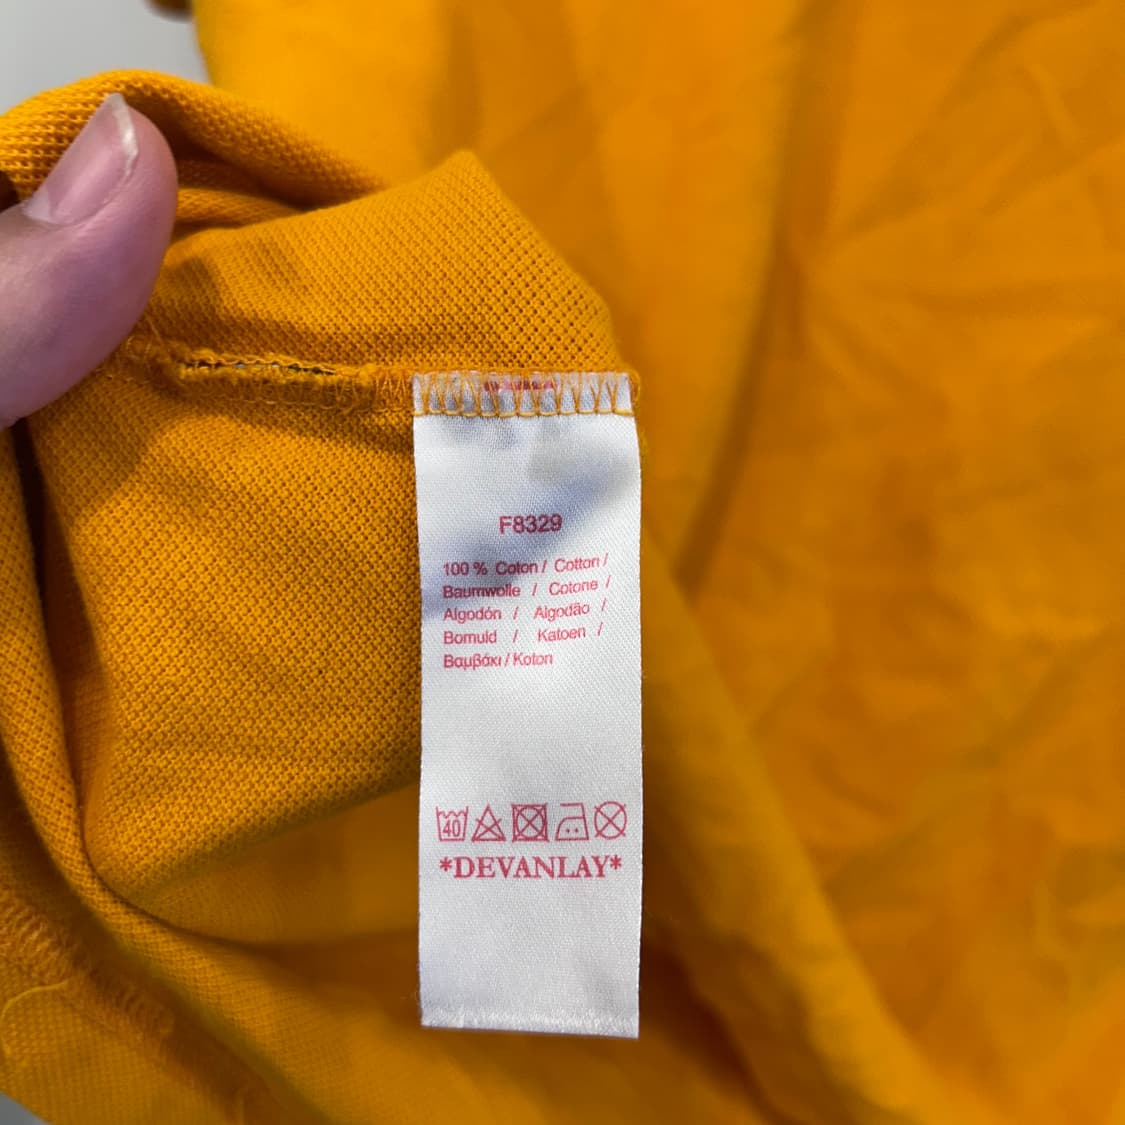 F8329
100 % Coton / Cotton /
Baumwolle / Cotone /
Algodón / Algodão /
Bomuld / Katoen /
Βαμβάκι / Koton
40
*DEVANLAY*